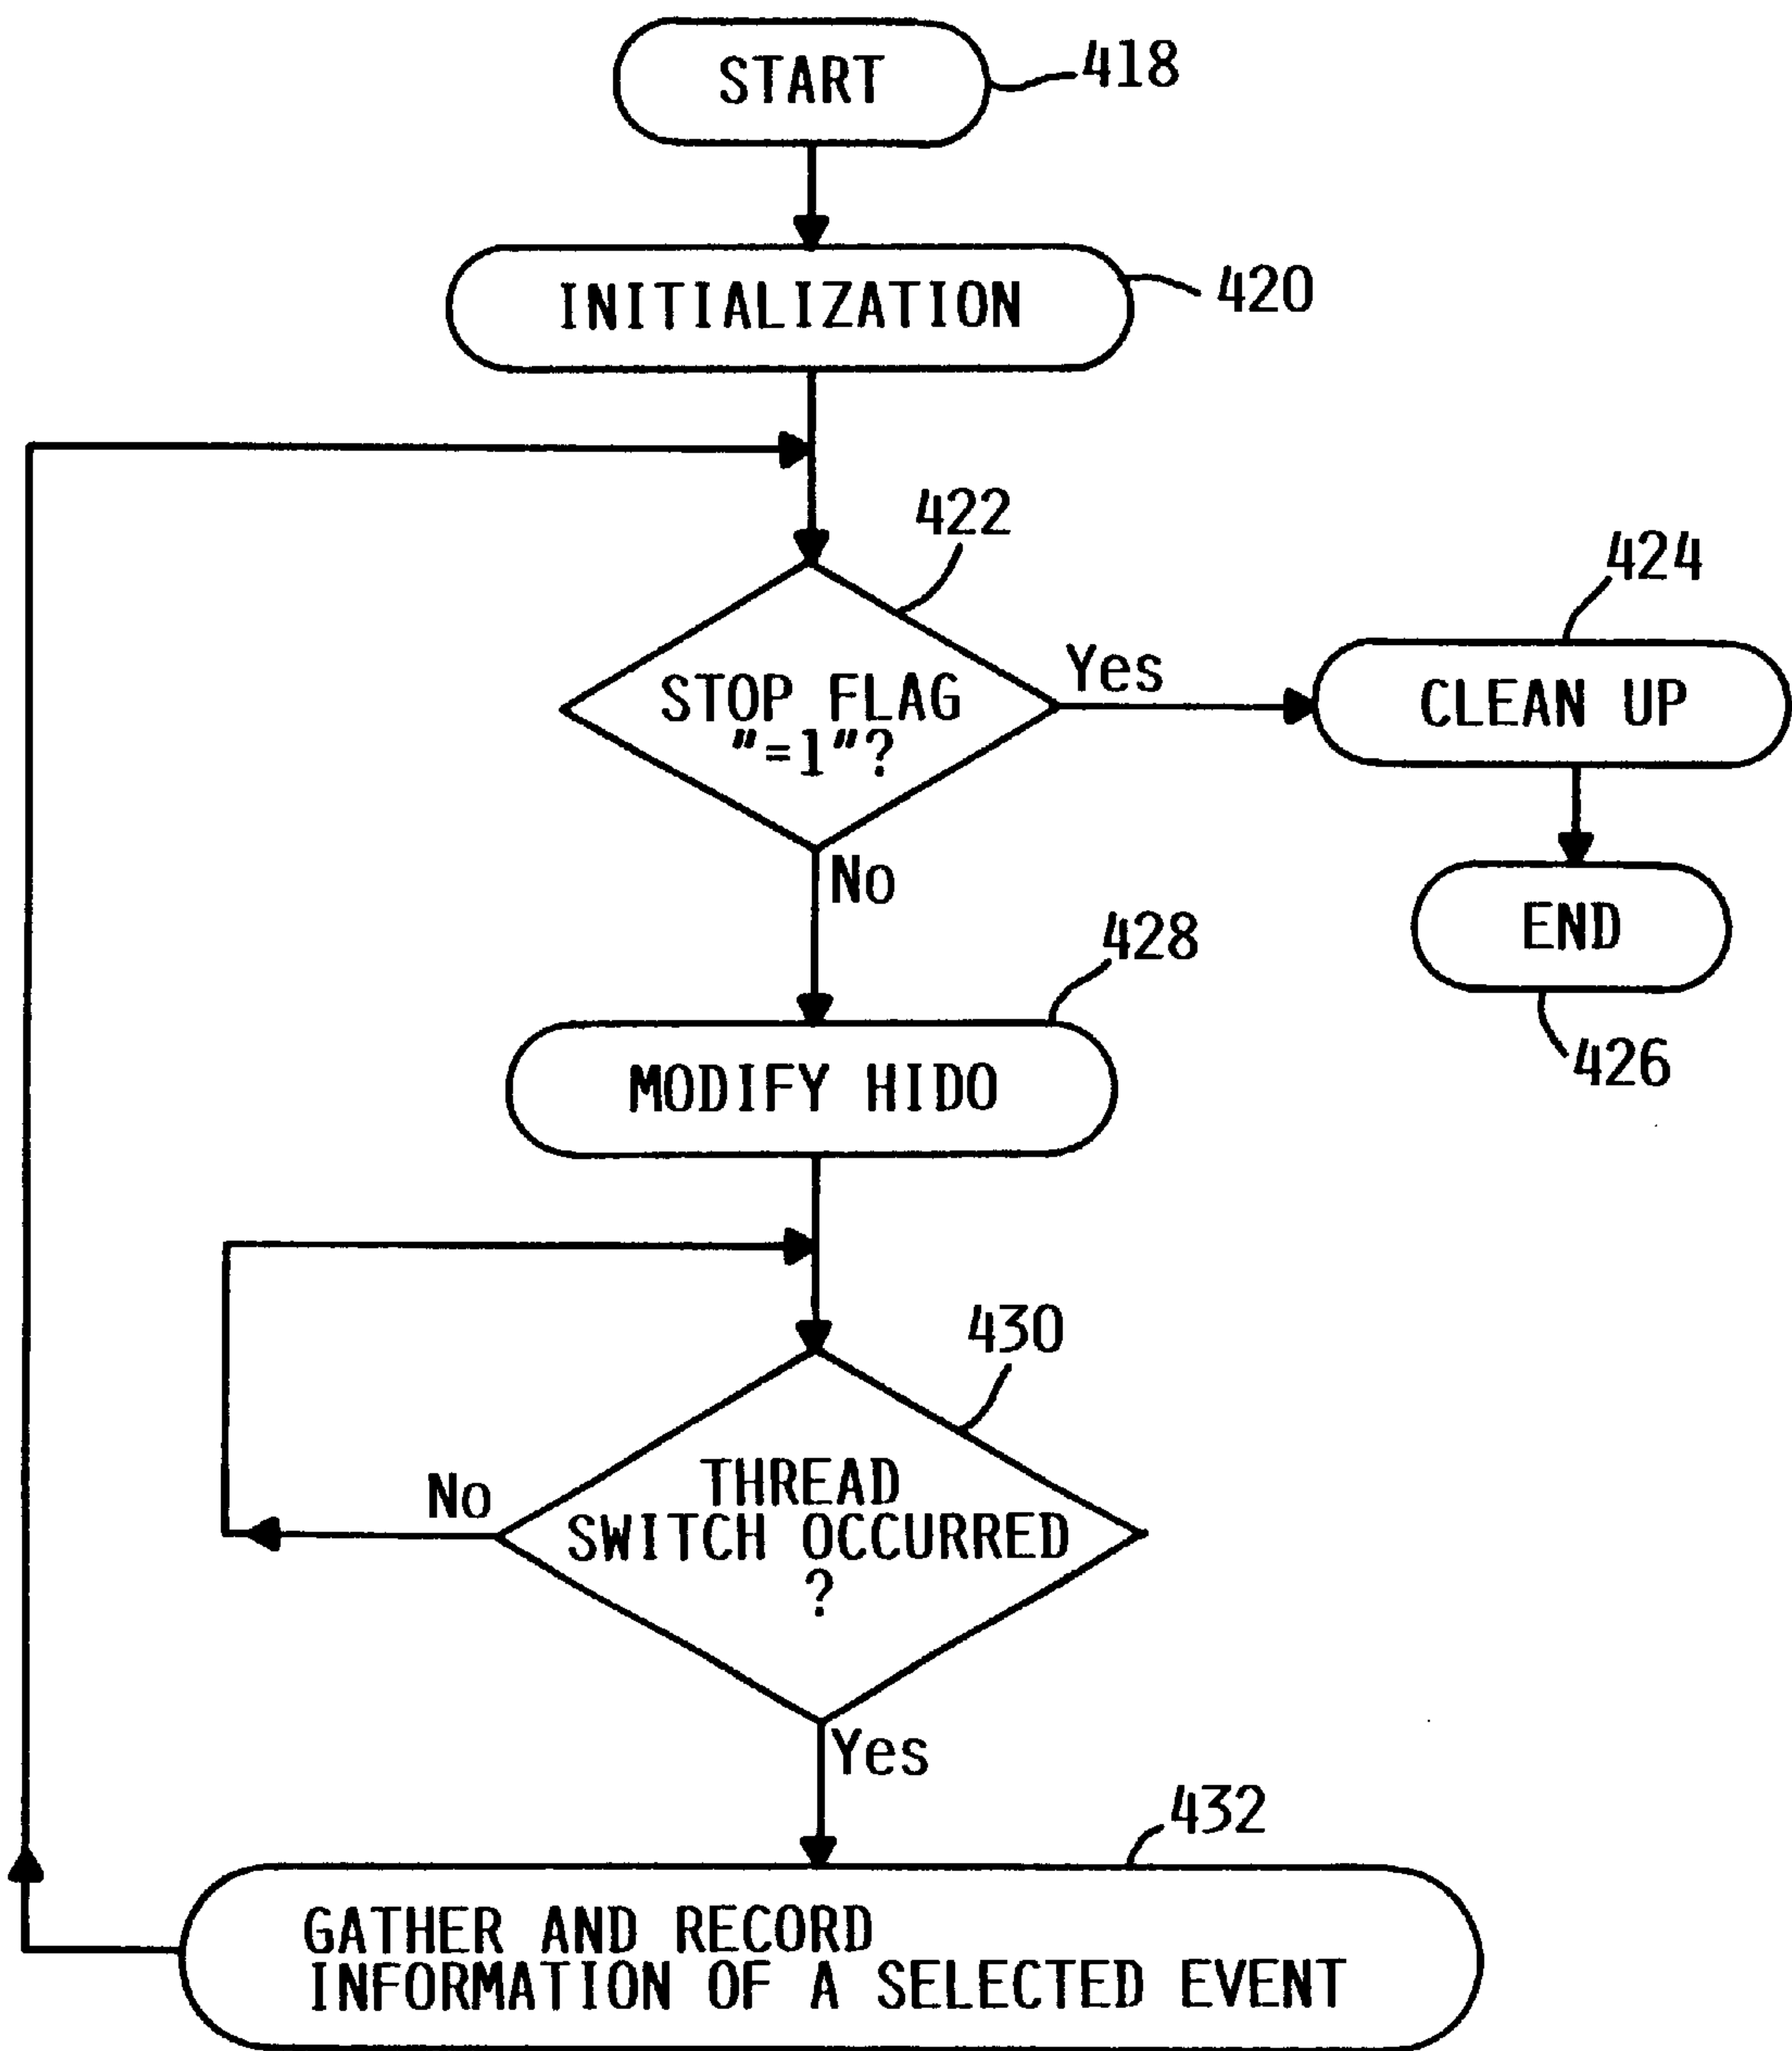 START
418
INITIALIZATION
420
422
STOP FLAG
"=1"?
Yes
424
CLEAN UP
No
END
426
428
MODIFY HIDO
430
THREAD
SWITCH OCCURRED
?
No
Yes
432
GATHER AND RECORD
INFORMATION OF A SELECTED EVENT